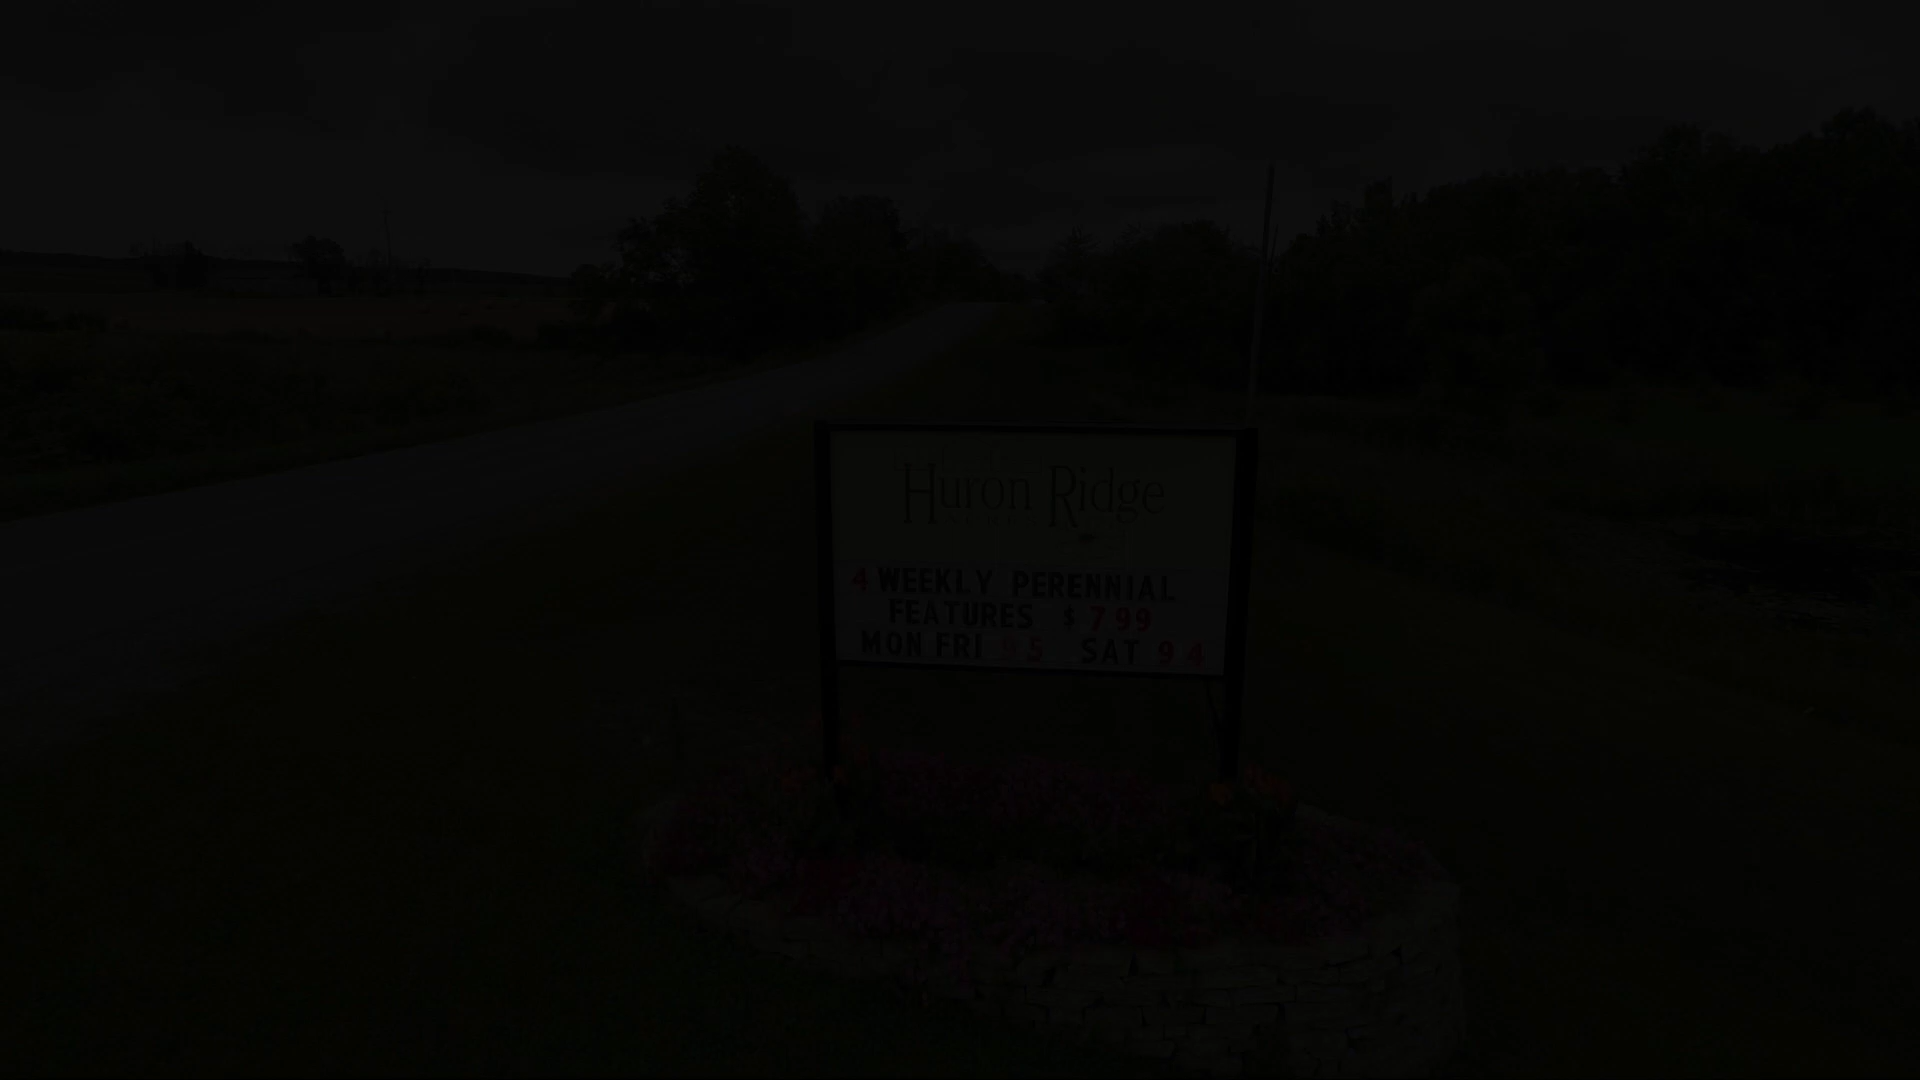 Huron Ridge
4 WEEKLY PERENNIAL
FEATURES $ 7 99
MON FRI 9 5 SAT 9 4